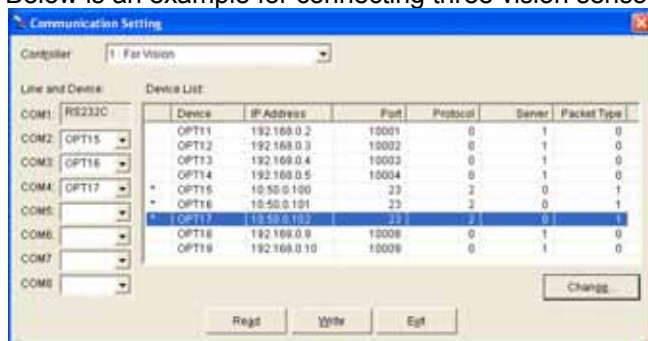 Below is an example for connecting three vision sense
Communication Setting
Controller 1 : For Vision
Line and Device: Device List:
Device IP Address Port Protocol Server Packet Type
COM1: RS232C
COM2: OPT15
COM3: OPT16
COM4: OPT17
COM5:
COM6:
COM7
COM8
OPT11 192.168.0.2 10001 0 1 0
OPT12 192.168.0.3 10002 0 1 0
OPT13 192.168.0.4 10003 0 1 0
OPT14 192.168.0.5 10004 0 1 0
* OPT15 10.50.0.100 23 2 0 1
* OPT16 10.50.0.101 23 2 0 1
* OPT17 10.50.0.102 23 2 0 1
OPT18 192.168.0.9 10008 0 1 0
OPT19 192.168.0.10 10009 0 1 0
Change...
Read Write Exit